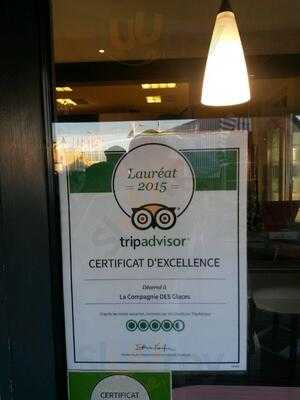 Lauréat
2015
tripadvisor®
CERTIFICAT D'EXCELLENCE
Décerné à
La Compagnie DES Glaces
CERTIFICAT